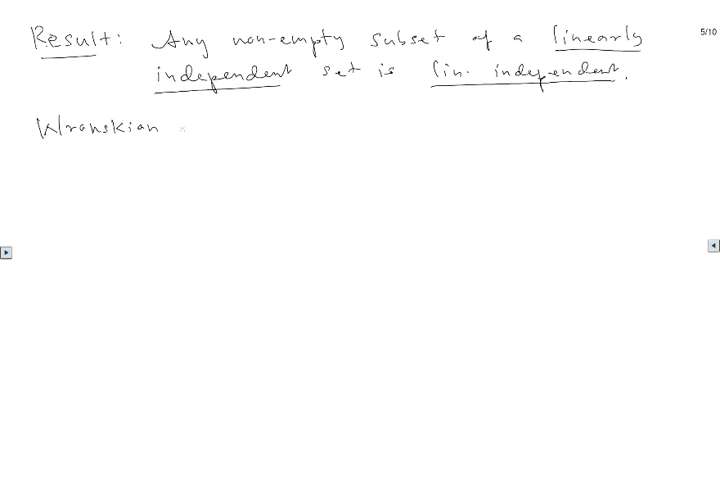 Result: Any non-empty subset of a linearly
5/10
independent set is lin. independent.
Wronskian